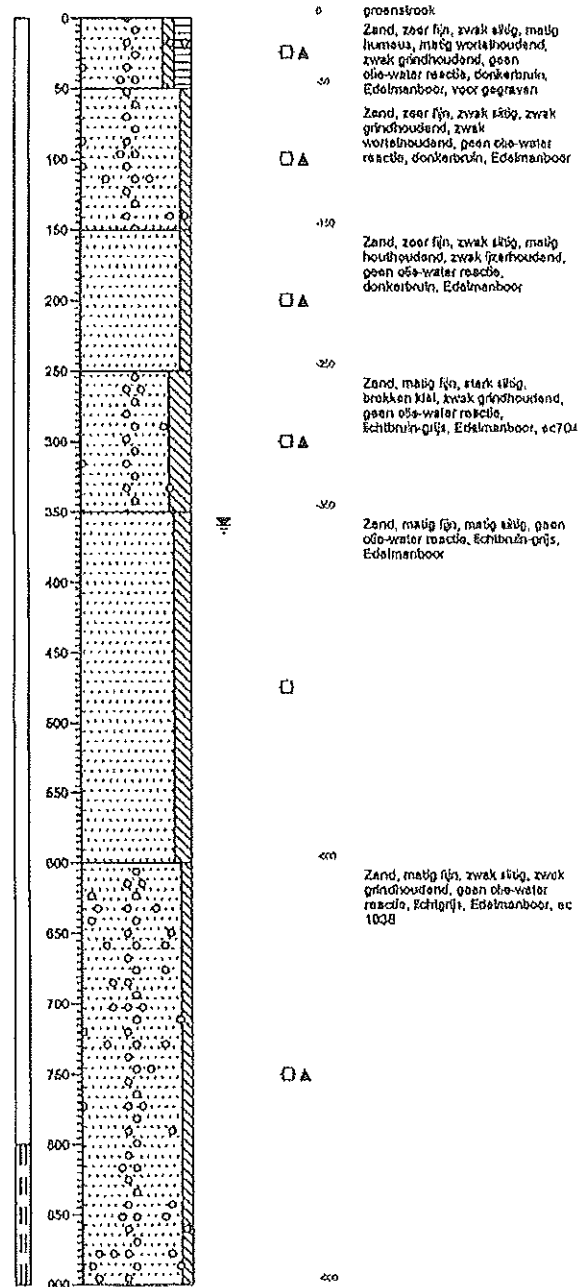 0
groenstrook
Zand, zeer fijn, zwak siltig, matig
humeus, matig wortelhoudend,
zwak grindhoudend, geen
olie-water reactie, donkerbruin,
Edelmanboor, voor gegraven
-50
Zand, zeer fijn, zwak siltig, zwak
grindhoudend, zwak
wortelhoudend, geen olie-water
reactie, donkerbruin, Edelmanboor
-150
Zand, zeer fijn, zwak siltig, matig
houthoudend, zwak ijzerhoudend,
geen olie-water reactie,
donkerbruin, Edelmanboor
-250
Zand, matig fijn, sterk siltig,
brokken klei, zwak grindhoudend,
geen olie-water reactie,
lichtbruin-grijs, Edelmanboor, ec704
-350
Zand, matig fijn, matig siltig, geen
olie-water reactie, lichtbruin-grijs,
Edelmanboor
-600
Zand, matig fijn, zwak siltig, zwak
grindhoudend, geen olie-water
reactie, lichtgrijs, Edelmanboor, ec
1038
-900
0
50
100
150
200
250
300
350
400
450
500
550
600
650
700
750
800
850
900